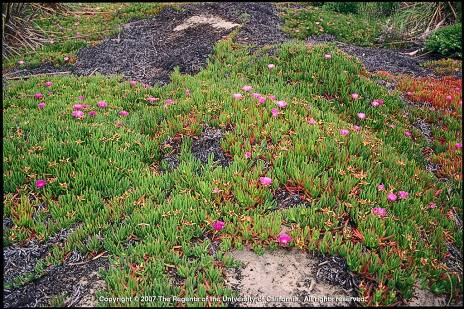 Copyright © 2007 The Regents of the University of California. All rights reserved.